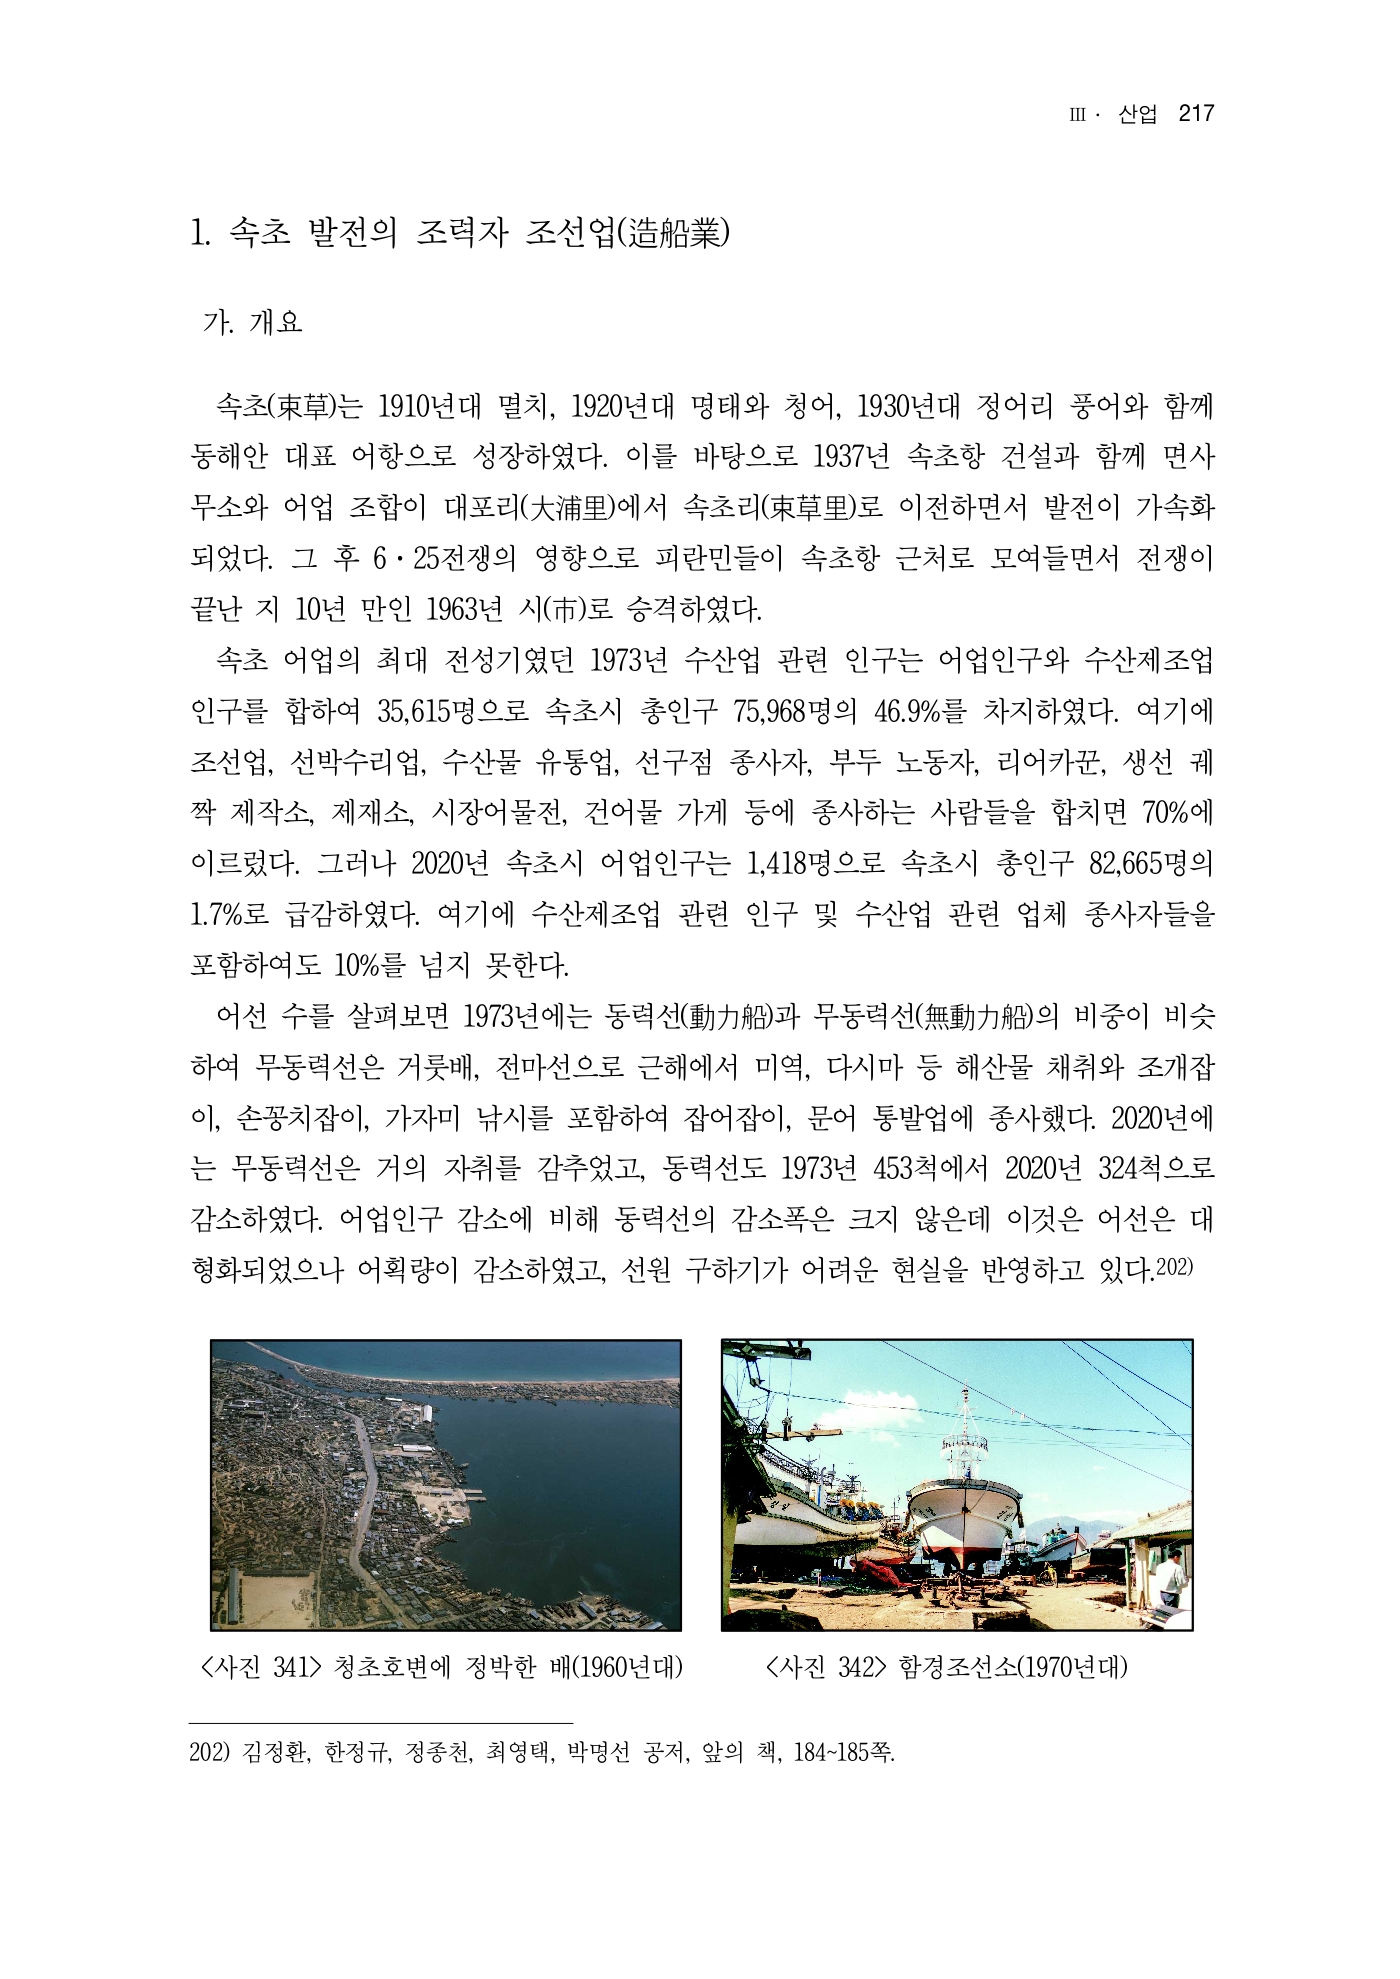 Ⅲ · 산업 217
1. 속초 발전의 조력자 조선업(造船業)
가. 개요
속초(束草)는 1910년대 멸치, 1920년대 명태와 청어, 1930년대 정어리 풍어와 함께
동해안 대표 어항으로 성장하였다. 이를 바탕으로 1937년 속초항 건설과 함께 면사
무소와 어업 조합이 대포리(大浦里)에서 속초리(束草里)로 이전하면서 발전이 가속화
되었다. 그 후 6·25전쟁의 영향으로 피란민들이 속초항 근처로 모여들면서 전쟁이
끝난 지 10년 만인 1963년 시(市)로 승격하였다.
속초 어업의 최대 전성기였던 1973년 수산업 관련 인구는 어업인구와 수산제조업
인구를 합하여 35,615명으로 속초시 총인구 75,968명의 46.9%를 차지하였다. 여기에
조선업, 선박수리업, 수산물 유통업, 선구점 종사자, 부두 노동자, 리어카꾼, 생선 궤
짝 제작소, 제재소, 시장어물전, 건어물 가게 등에 종사하는 사람들을 합치면 70%에
이르렀다. 그러나 2020년 속초시 어업인구는 1,418명으로 속초시 총인구 82,665명의
1.7%로 급감하였다. 여기에 수산제조업 관련 인구 및 수산업 관련 업체 종사자들을
포함하여도 10%를 넘지 못한다.
어선 수를 살펴보면 1973년에는 동력선(動力船)과 무동력선(無動力船)의 비중이 비슷
하여 무동력선은 거룻배, 전마선으로 근해에서 미역, 다시마 등 해산물 채취와 조개잡
이, 손꽁치잡이, 가자미 낚시를 포함하여 잡어잡이, 문어 통발업에 종사했다. 2020년에
는 무동력선은 거의 자취를 감추었고, 동력선도 1973년 453척에서 2020년 324척으로
감소하였다. 어업인구 감소에 비해 동력선의 감소폭은 크지 않은데 이것은 어선은 대
형화되었으나 어획량이 감소하였고, 선원 구하기가 어려운 현실을 반영하고 있다.202)
<사진 341> 청초호변에 정박한 배(1960년대)
<사진 342> 함경조선소(1970년대)
202) 김정환, 한정규, 정종천, 최영택, 박명선 공저, 앞의 책, 184~185쪽.